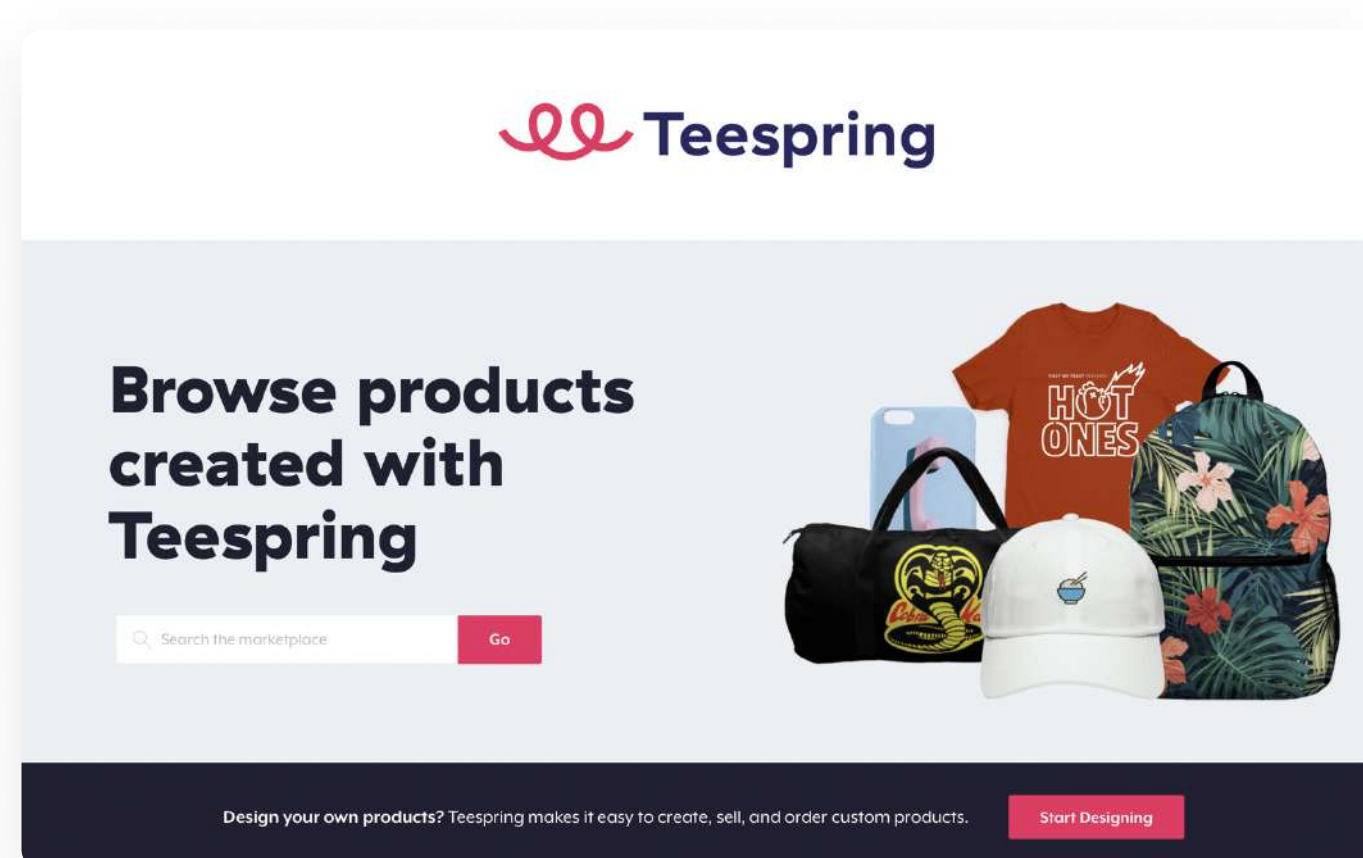 Teespring
Browse products
created with
Teespring
Search the marketplace
Go
HOT
ONES
Cobra
Design your own products? Teespring makes it easy to create, sell, and order custom products.
Start Designing